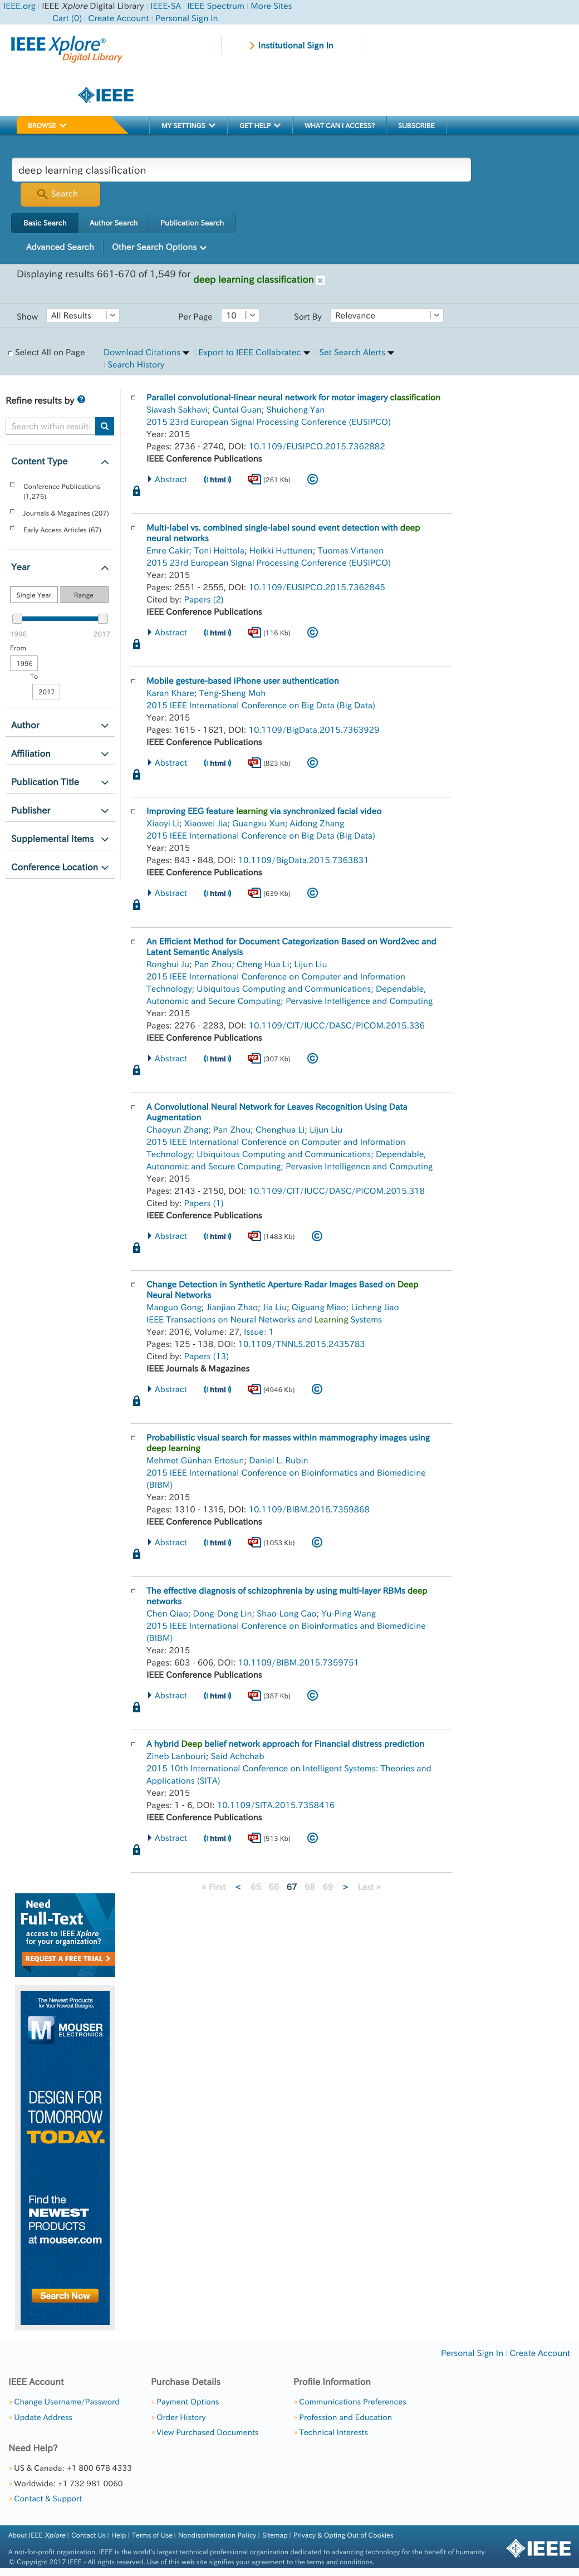 IEEE.org | IEEE Xplore Digital Library | IEEE-SA | IEEE Spectrum | More Sites
Cart (0) | Create Account | Personal Sign In
IEEE Xplore®
Digital Library
Institutional Sign In
IEEE
BROWSE
MY SETTINGS
GET HELP
WHAT CAN I ACCESS?
SUBSCRIBE
deep learning classification
Search
Basic Search
Author Search
Publication Search
Advanced Search
Other Search Options
Displaying results 661-670 of 1,549 for
deep learning classification
Show All Results
Per Page 10
Sort By Relevance
Select All on Page
Download Citations | Export to IEEE Collabratec | Set Search Alerts
| Search History
Refine results by
Search within result
Content Type
Conference Publications
(1,275)
Journals & Magazines (207)
Early Access Articles (67)
Year
Single Year
Range
1996
2017
From
1996
To
2017
Author
Affiliation
Publication Title
Publisher
Supplemental Items
Conference Location
Parallel convolutional-linear neural network for motor imagery classification
Siavash Sakhavi; Cuntai Guan; Shuicheng Yan
2015 23rd European Signal Processing Conference (EUSIPCO)
Year: 2015
Pages: 2736 - 2740, DOI: 10.1109/EUSIPCO.2015.7362882
IEEE Conference Publications
Abstract ((html)) PDF (261 Kb) ©
Multi-label vs. combined single-label sound event detection with deep
neural networks
Emre Cakir; Toni Heittola; Heikki Huttunen; Tuomas Virtanen
2015 23rd European Signal Processing Conference (EUSIPCO)
Year: 2015
Pages: 2551 - 2555, DOI: 10.1109/EUSIPCO.2015.7362845
Cited by: Papers (2)
IEEE Conference Publications
Abstract ((html)) PDF (116 Kb) ©
Mobile gesture-based iPhone user authentication
Karan Khare; Teng-Sheng Moh
2015 IEEE International Conference on Big Data (Big Data)
Year: 2015
Pages: 1615 - 1621, DOI: 10.1109/BigData.2015.7363929
IEEE Conference Publications
Abstract ((html)) PDF (823 Kb) ©
Improving EEG feature learning via synchronized facial video
Xiaoyi Li; Xiaowei Jia; Guangxu Xun; Aidong Zhang
2015 IEEE International Conference on Big Data (Big Data)
Year: 2015
Pages: 843 - 848, DOI: 10.1109/BigData.2015.7363831
IEEE Conference Publications
Abstract ((html)) PDF (639 Kb) ©
An Efficient Method for Document Categorization Based on Word2vec and
Latent Semantic Analysis
Ronghui Ju; Pan Zhou; Cheng Hua Li; Lijun Liu
2015 IEEE International Conference on Computer and Information
Technology; Ubiquitous Computing and Communications; Dependable,
Autonomic and Secure Computing; Pervasive Intelligence and Computing
Year: 2015
Pages: 2276 - 2283, DOI: 10.1109/CIT/IUCC/DASC/PICOM.2015.336
IEEE Conference Publications
Abstract ((html)) PDF (307 Kb) ©
A Convolutional Neural Network for Leaves Recognition Using Data
Augmentation
Chaoyun Zhang; Pan Zhou; Chenghua Li; Lijun Liu
2015 IEEE International Conference on Computer and Information
Technology; Ubiquitous Computing and Communications; Dependable,
Autonomic and Secure Computing; Pervasive Intelligence and Computing
Year: 2015
Pages: 2143 - 2150, DOI: 10.1109/CIT/IUCC/DASC/PICOM.2015.318
Cited by: Papers (1)
IEEE Conference Publications
Abstract ((html)) PDF (1483 Kb) ©
Change Detection in Synthetic Aperture Radar Images Based on Deep
Neural Networks
Maoguo Gong; Jiaojiao Zhao; Jia Liu; Qiguang Miao; Licheng Jiao
IEEE Transactions on Neural Networks and Learning Systems
Year: 2016, Volume: 27, Issue: 1
Pages: 125 - 138, DOI: 10.1109/TNNLS.2015.2435783
Cited by: Papers (13)
IEEE Journals & Magazines
Abstract ((html)) PDF (4946 Kb) ©
Probabilistic visual search for masses within mammography images using
deep learning
Mehmet Günhan Ertosun; Daniel L. Rubin
2015 IEEE International Conference on Bioinformatics and Biomedicine
(BIBM)
Year: 2015
Pages: 1310 - 1315, DOI: 10.1109/BIBM.2015.7359868
IEEE Conference Publications
Abstract ((html)) PDF (1053 Kb) ©
The effective diagnosis of schizophrenia by using multi-layer RBMs deep
networks
Chen Qiao; Dong-Dong Lin; Shao-Long Cao; Yu-Ping Wang
2015 IEEE International Conference on Bioinformatics and Biomedicine
(BIBM)
Year: 2015
Pages: 603 - 606, DOI: 10.1109/BIBM.2015.7359751
IEEE Conference Publications
Abstract ((html)) PDF (387 Kb) ©
A hybrid Deep belief network approach for Financial distress prediction
Zineb Lanbouri; Said Achchab
2015 10th International Conference on Intelligent Systems: Theories and
Applications (SITA)
Year: 2015
Pages: 1 - 6, DOI: 10.1109/SITA.2015.7358416
IEEE Conference Publications
Abstract ((html)) PDF (513 Kb) ©
« First < 65 66 67 68 69 > Last »
Need
Full-Text
access to IEEE Xplore
for your organization?
REQUEST A FREE TRIAL >
The Newest Products
for Your Newest Designs
M MOUSER
ELECTRONICS
DESIGN FOR
TOMORROW
TODAY.
Find the
NEWEST
PRODUCTS
at mouser.com
Search Now
Personal Sign In | Create Account
IEEE Account
» Change Username/Password
» Update Address
Purchase Details
» Payment Options
» Order History
» View Purchased Documents
Profile Information
» Communications Preferences
» Profession and Education
» Technical Interests
Need Help?
» US & Canada: +1 800 678 4333
» Worldwide: +1 732 981 0060
» Contact & Support
About IEEE Xplore | Contact Us | Help | Terms of Use | Nondiscrimination Policy | Sitemap | Privacy & Opting Out of Cookies
A not-for-profit organization, IEEE is the world's largest technical professional organization dedicated to advancing technology for the benefit of humanity.
© Copyright 2017 IEEE - All rights reserved. Use of this web site signifies your agreement to the terms and conditions.
IEEE